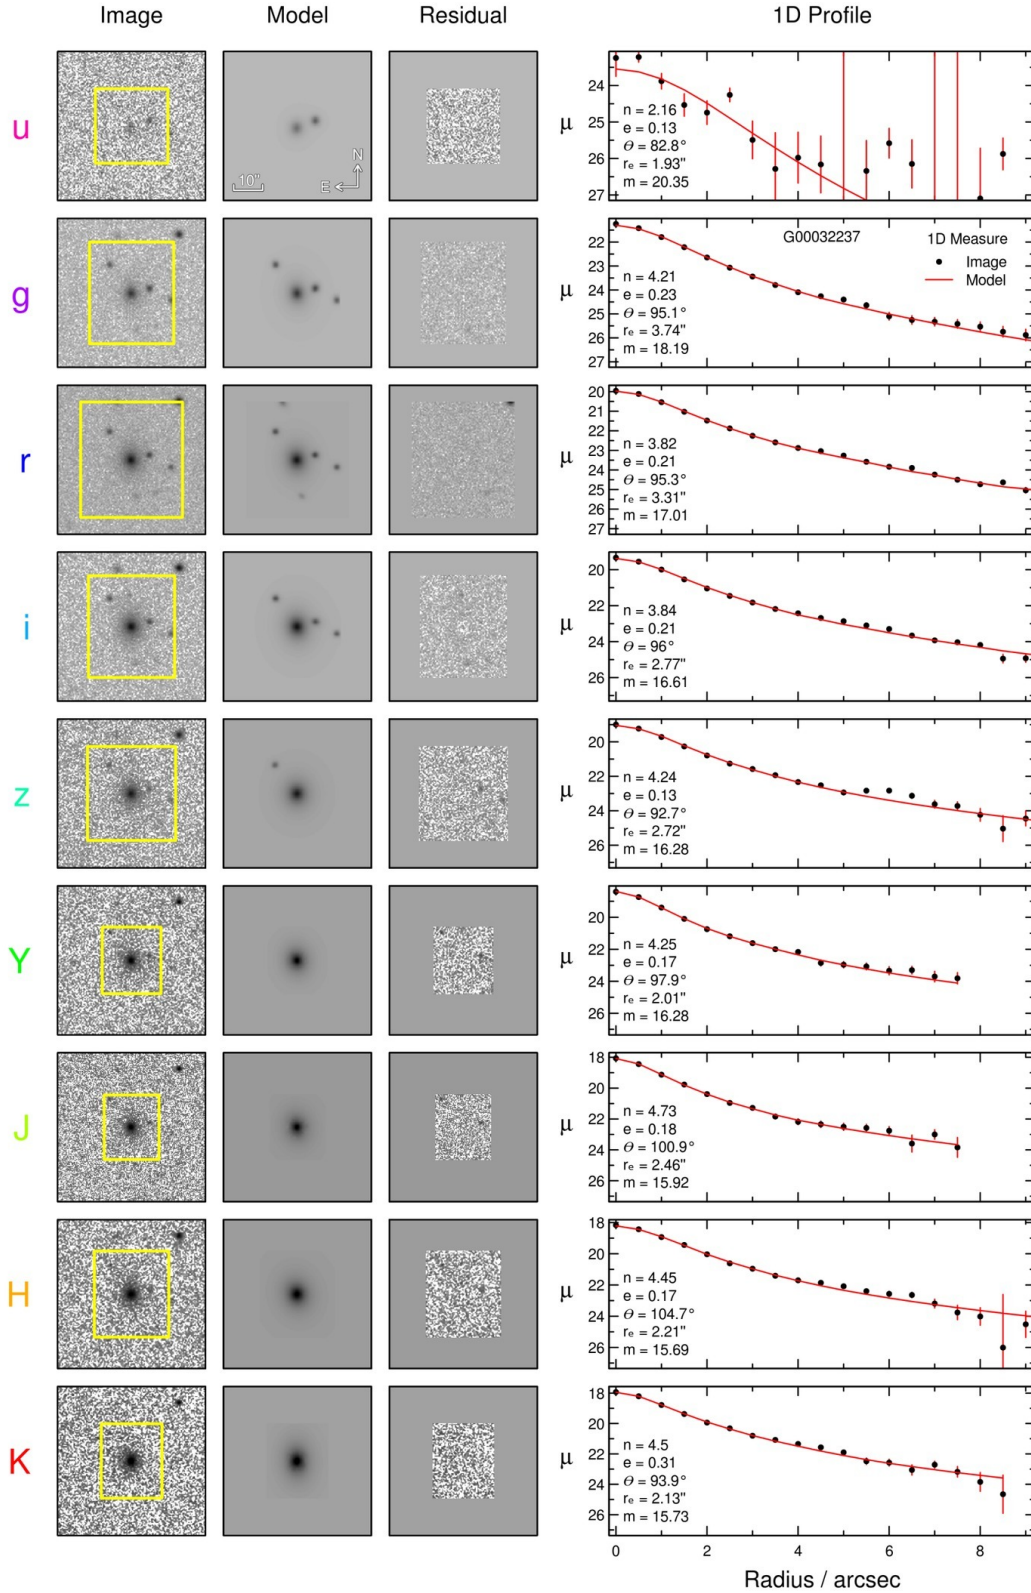 Image Model Residual 1D Profile
u
10"
N
E
μ
24
25
26
27
n = 2.16
e = 0.13
Θ = 82.8°
rₑ = 1.93"
m = 20.35
g
μ
22
23
24
25
26
27
G00032237
1D Measure
Image
Model
n = 4.21
e = 0.23
Θ = 95.1°
rₑ = 3.74"
m = 18.19
r
μ
20
21
22
23
24
25
26
27
n = 3.82
e = 0.21
Θ = 95.3°
rₑ = 3.31"
m = 17.01
i
μ
20
22
24
26
n = 3.84
e = 0.21
Θ = 96°
rₑ = 2.77"
m = 16.61
z
μ
20
22
24
26
n = 4.24
e = 0.13
Θ = 92.7°
rₑ = 2.72"
m = 16.28
Y
μ
20
22
24
26
n = 4.25
e = 0.17
Θ = 97.9°
rₑ = 2.01"
m = 16.28
J
μ
18
20
22
24
26
n = 4.73
e = 0.18
Θ = 100.9°
rₑ = 2.46"
m = 15.92
H
μ
18
20
22
24
26
n = 4.45
e = 0.17
Θ = 104.7°
rₑ = 2.21"
m = 15.69
K
μ
18
20
22
24
26
n = 4.5
e = 0.31
Θ = 93.9°
rₑ = 2.13"
m = 15.73
0 2 4 6 8
Radius / arcsec